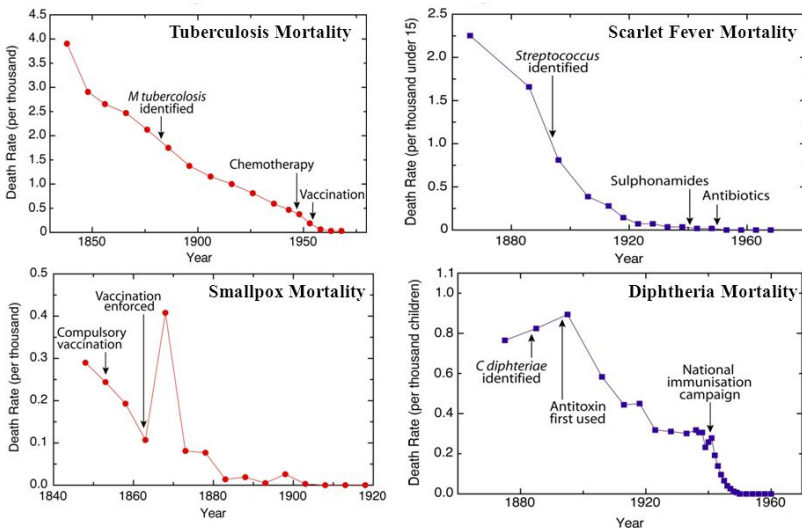 Tuberculosis Mortality
Death Rate (per thousand)
4.5
4.0
3.5
3.0
2.5
2.0
1.5
1.0
0.5
0
M tubercolosis
identified
Chemotherapy
Vaccination
1850
1900
1950
Year
Scarlet Fever Mortality
Death Rate (per thousand under 15)
2.5
2.0
1.5
1.0
0.5
0
Streptococcus
identified
Sulphonamides
Antibiotics
1880
1920
1960
Year
Smallpox Mortality
Death Rate (per thousand)
0.5
0.4
0.3
0.2
0.1
0.0
Vaccination
enforced
Compulsory
vaccination
1840
1860
1880
1900
1920
Year
Diphtheria Mortality
Death Rate (per thousand children)
1.2
1.0
0.8
0.6
0.4
0.2
0
C diphteriae
identified
Antitoxin
first used
National
immunisation
campaign
1880
1920
1940
1960
Year